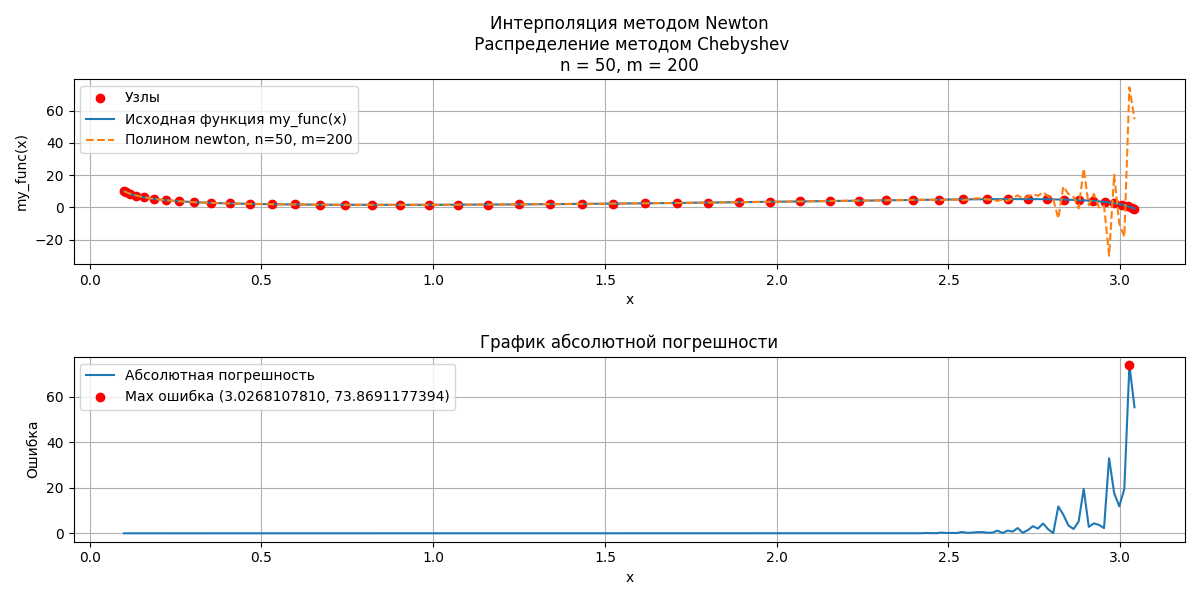 Интерполяция методом Newton
Распределение методом Chebyshev
n = 50, m = 200
my_func(x)
60
40
20
0
−20
Узлы
Исходная функция my_func(x)
Полином newton, n=50, m=200
0.0 0.5 1.0 1.5 2.0 2.5 3.0
x
График абсолютной погрешности
Ошибка
60
40
20
0
Абсолютная погрешность
Max ошибка (3.0268107810, 73.8691177394)
0.0 0.5 1.0 1.5 2.0 2.5 3.0
x